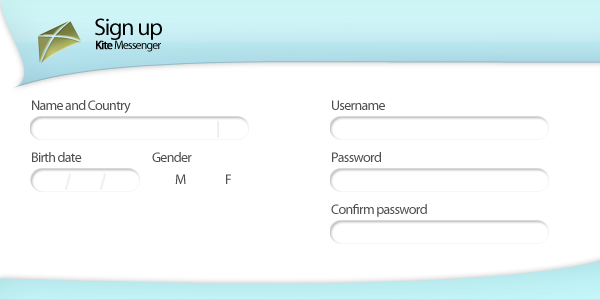 Sign up
Kite Messenger
Name and Country
Birth date
Gender
M
F
Username
Password
Confirm password